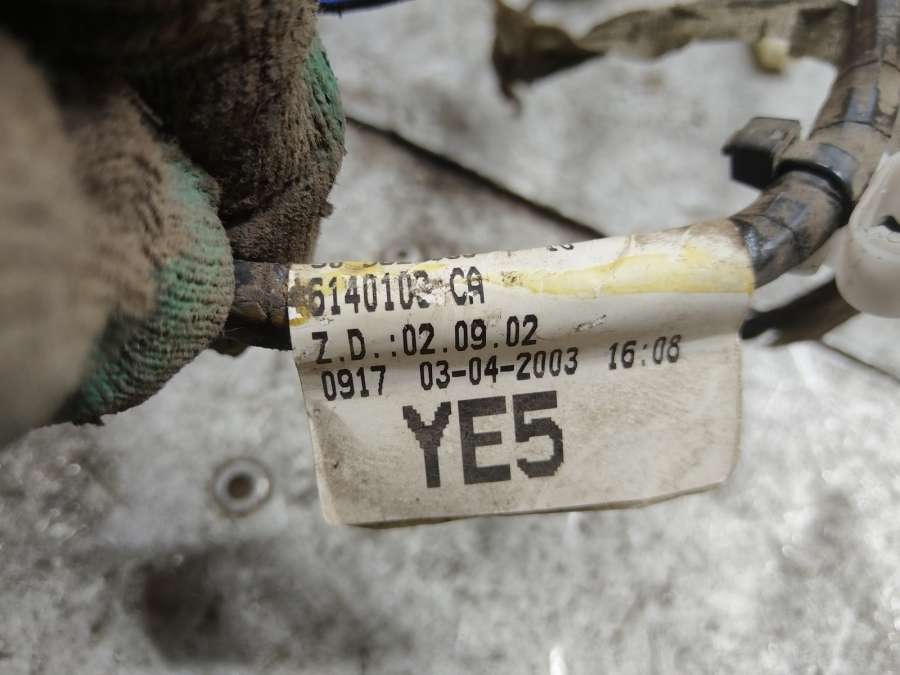 6140103 CA
Z.D.:02.09.02
0917 03-04-2003 16:08
YE5